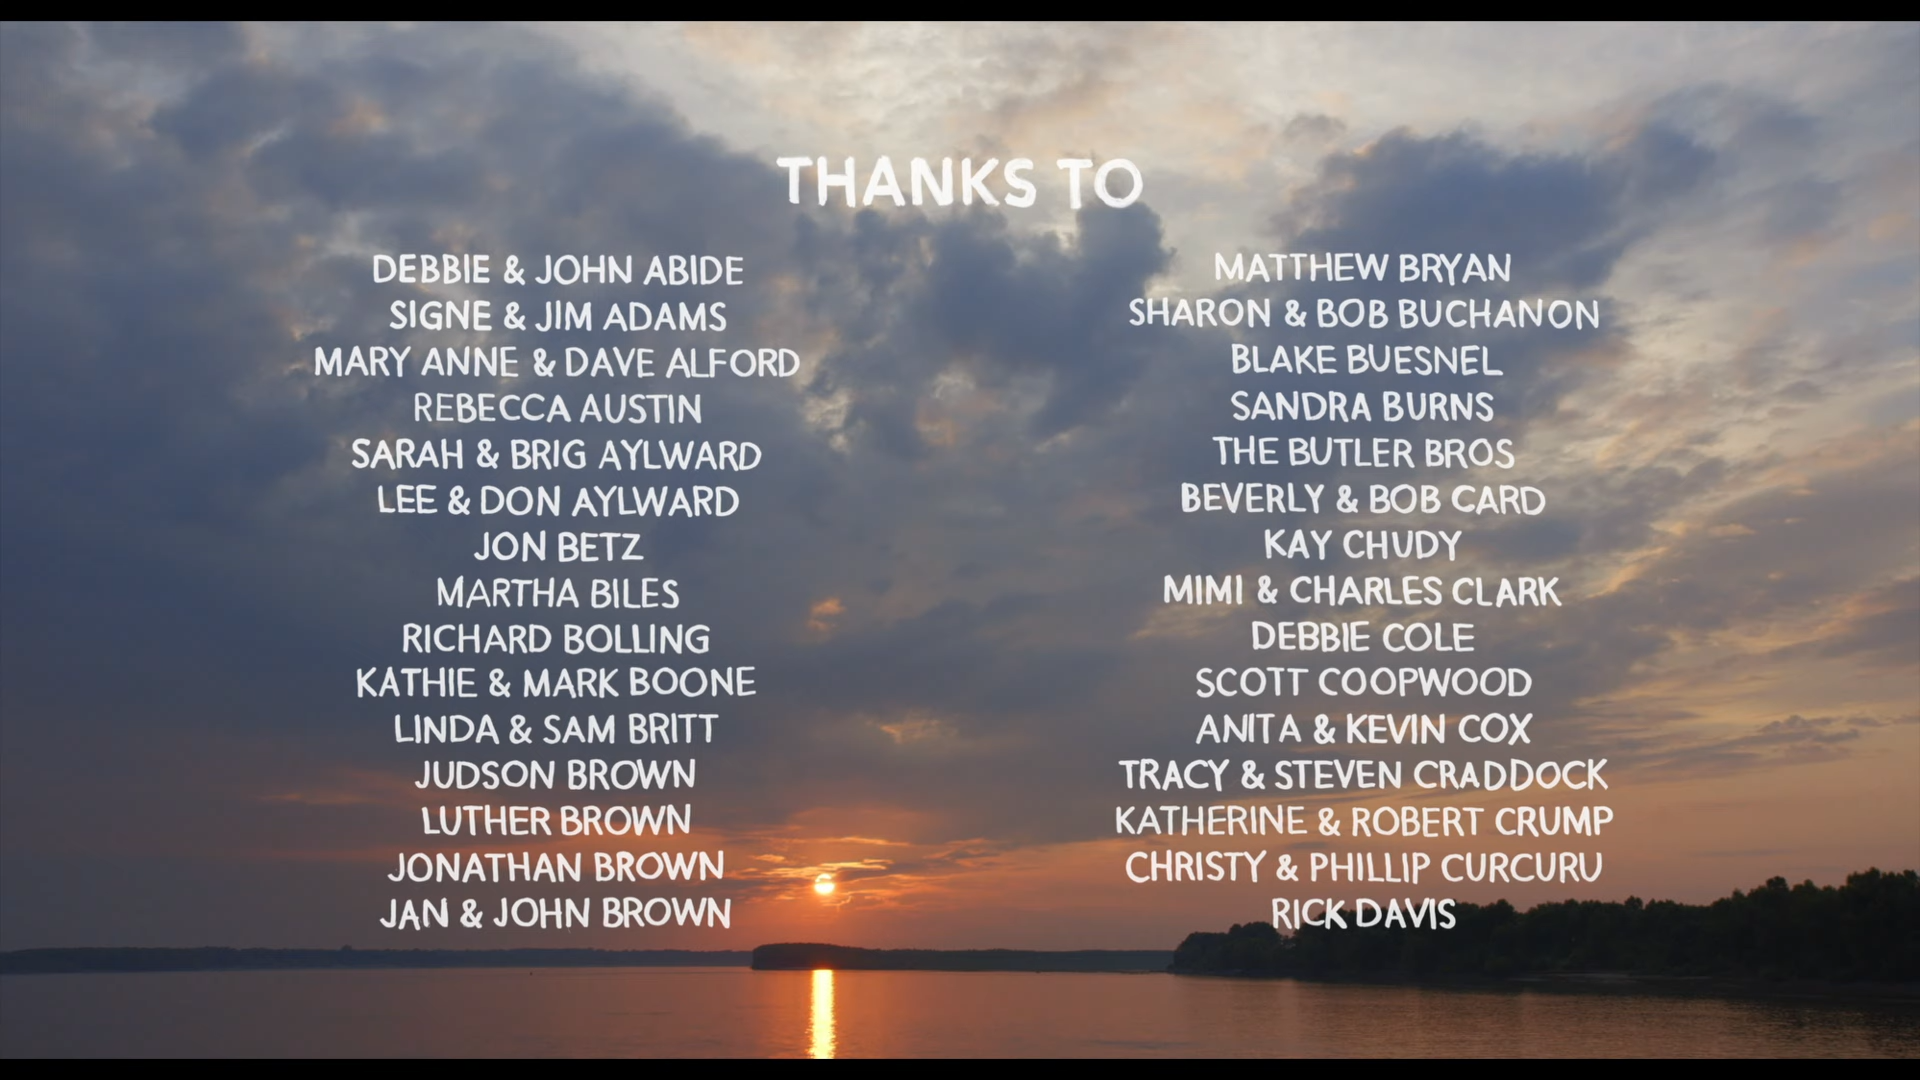 THANKS TO
DEBBIE & JOHN ABIDE
SIGNE & JIM ADAMS
MARY ANNE & DAVE ALFORD
REBECCA AUSTIN
SARAH & BRIG AYLWARD
LEE & DON AYLWARD
JON BETZ
MARTHA BILES
RICHARD BOLLING
KATHIE & MARK BOONE
LINDA & SAM BRITT
JUDSON BROWN
LUTHER BROWN
JONATHAN BROWN
JAN & JOHN BROWN
MATTHEW BRYAN
SHARON & BOB BUCHANON
BLAKE BUESNEL
SANDRA BURNS
THE BUTLER BROS
BEVERLY & BOB CARD
KAY CHUDY
MIMI & CHARLES CLARK
DEBBIE COLE
SCOTT COOPWOOD
ANITA & KEVIN COX
TRACY & STEVEN CRADDOCK
KATHERINE & ROBERT CRUMP
CHRISTY & PHILLIP CURCURU
RICK DAVIS